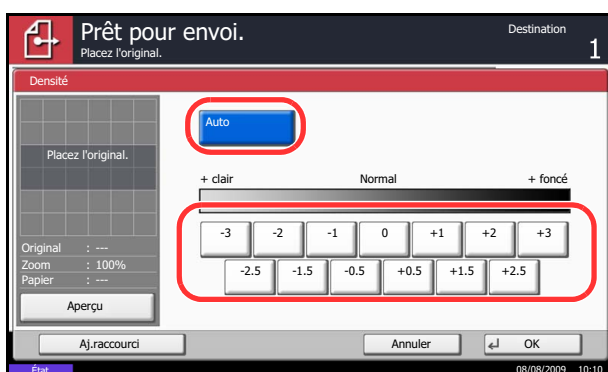 Prêt pour envoi.
Placez l'original.
Destination
1
Densité
Placez l'original.
Auto
+ clair Normal + foncé
-3 -2 -1 0 +1 +2 +3
-2.5 -1.5 -0.5 +0.5 +1.5 +2.5
Original : ---
Zoom : 100%
Papier : ---
Aperçu
Aj.raccourci Annuler OK
État 08/08/2009 10:10